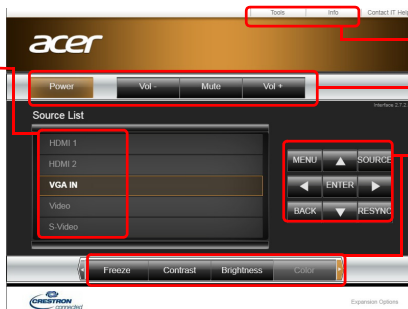 Tools Info Contact IT Help
acer
Power Vol - Mute Vol +
Interface 2.7.2
Source List
HDMI 1
HDMI 2
VGA IN
Video
S-Video
MENU SOURCE
ENTER
BACK RESYNC
Freeze Contrast Brightness Color
CRESTRON
connected
Expansion Options